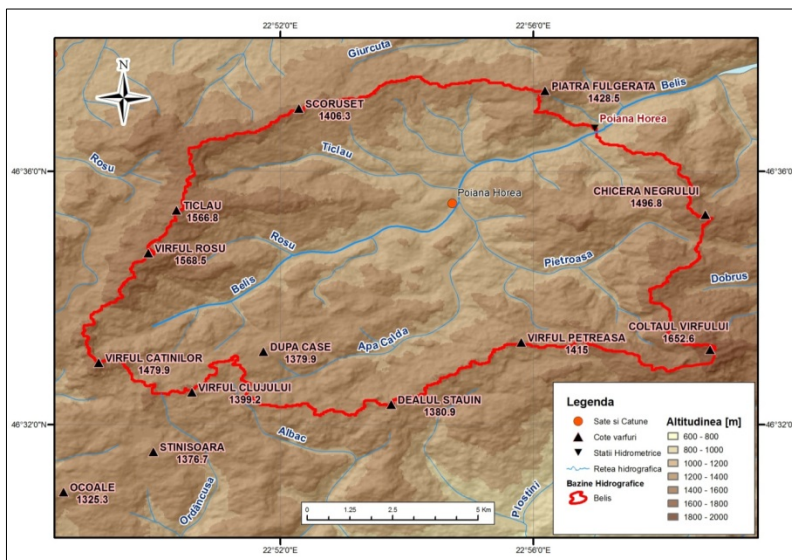 22°52'0"E
22°56'0"E
Giurcuta
N
PIATRA FULGERATA
1428.5
Belis
SCORUSET
1406.3
Poiana Horea
Rosu
Ticlau
46°36'0"N
46°36'0"N
Poiana Horea
CHICERA NEGRULUI
1496.8
TICLAU
1566.8
Rosu
VIRFUL ROSU
1568.5
Pietroasa
Belis
Dobrus
COLTAUL VIRFULUI
1652.6
DUPA CASE
1379.9
Apa Calda
VIRFUL PETREASA
1415
VIRFUL CATINILOR
1479.9
VIRFUL CLUJULUI
1399.2
DEALUL STAUIN
1380.9
46°32'0"N
46°32'0"N
Albac
STINISOARA
1376.7
OCOALE
1325.3
Ordâncusa
P.Iostini
0 1.25 2.5 5 Km
Legenda
Sate si Catune
Cote varfuri
Statii Hidrometrice
Retea hidrografica
Bazine Hidrografice
Belis
Altitudinea [m]
600 - 800
800 - 1000
1000 - 1200
1200 - 1400
1400 - 1600
1600 - 1800
1800 - 2000
22°52'0"E
22°56'0"E